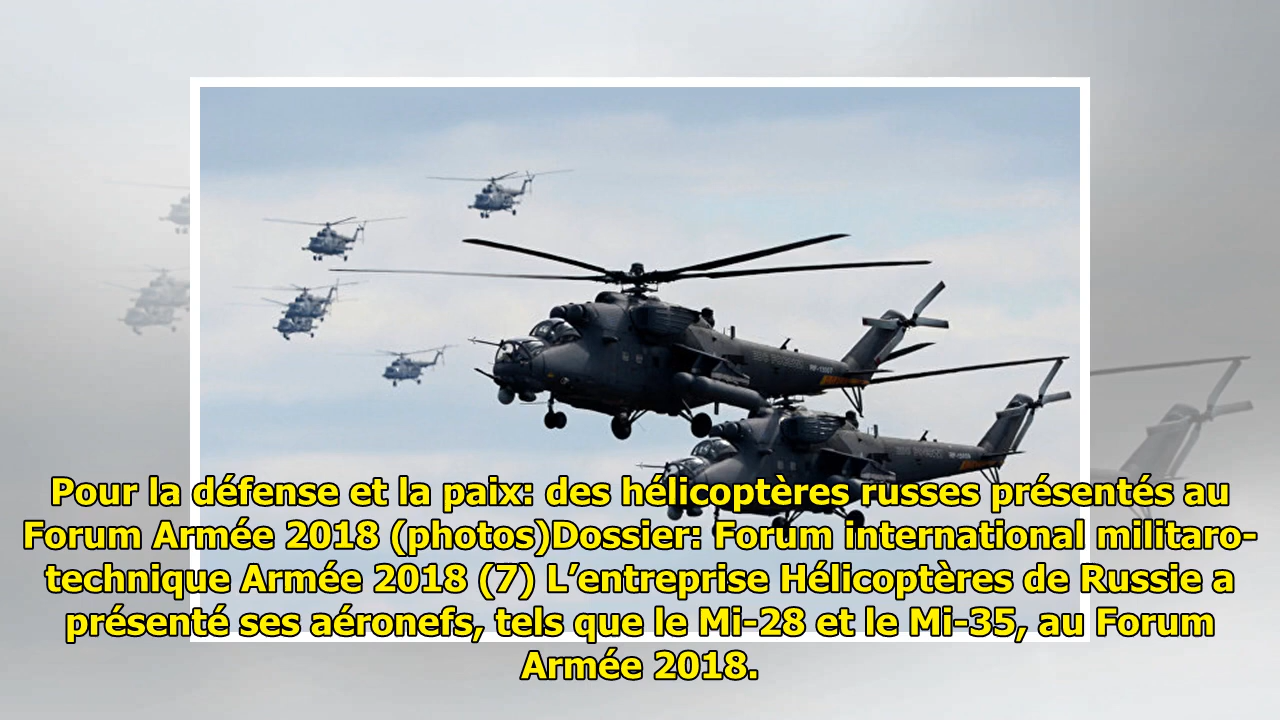 Pour la défense et la paix: des hélicoptères russes présentés au
Forum Armée 2018 (photos)Dossier: Forum international militaro-
technique Armée 2018 (7) L’entreprise Hélicoptères de Russie a
présenté ses aéronefs, tels que le Mi-28 et le Mi-35, au Forum
Armée 2018.